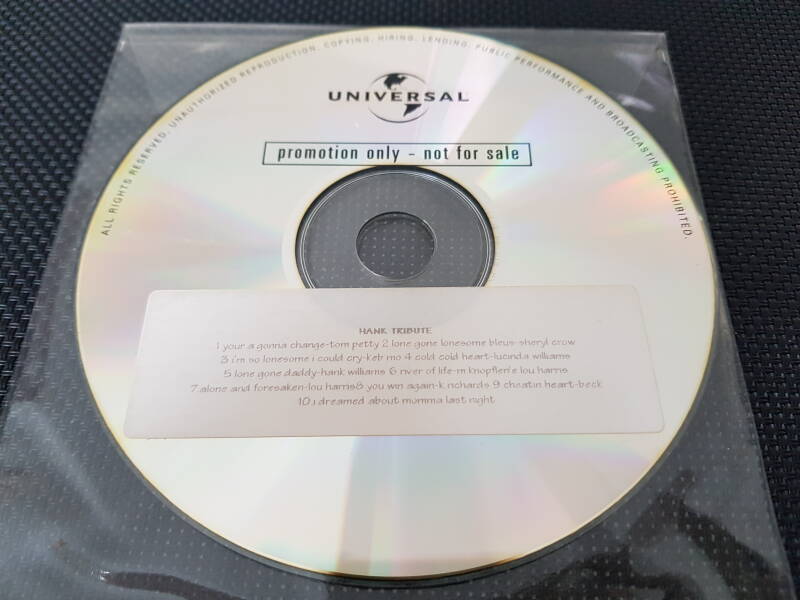 ALL RIGHTS RESERVED. UNAUTHORIZED REPRODUCTION, COPYING, HIRING, LENDING, PUBLIC PERFORMANCE AND BROADCASTING PROHIBITED.
UNIVERSAL
promotion only - not for sale
HANK TRIBUTE
1 your a gonna change-tom petty 2 lone gone lonesome bleus-sheryl crow
3 i'm so lonesome i could cry-keb mo 4 cold cold heart-lucinda williams
5 lone gone daddy-hank williams 6 river of life-m knopfler/e lou harris
7 alone and foresaken-lou harris8 you win again-k richards 9 cheatin heart-beck
10.i dreamed about momma last night